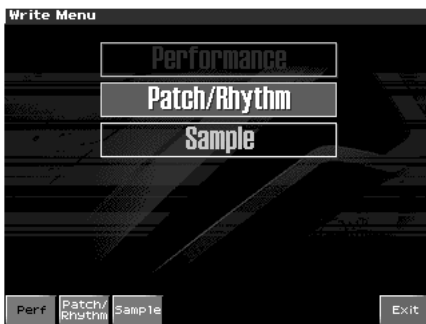 Write Menu
Performance
Patch/Rhythm
Sample
Perf
Patch/
Rhythm
Sample
Exit